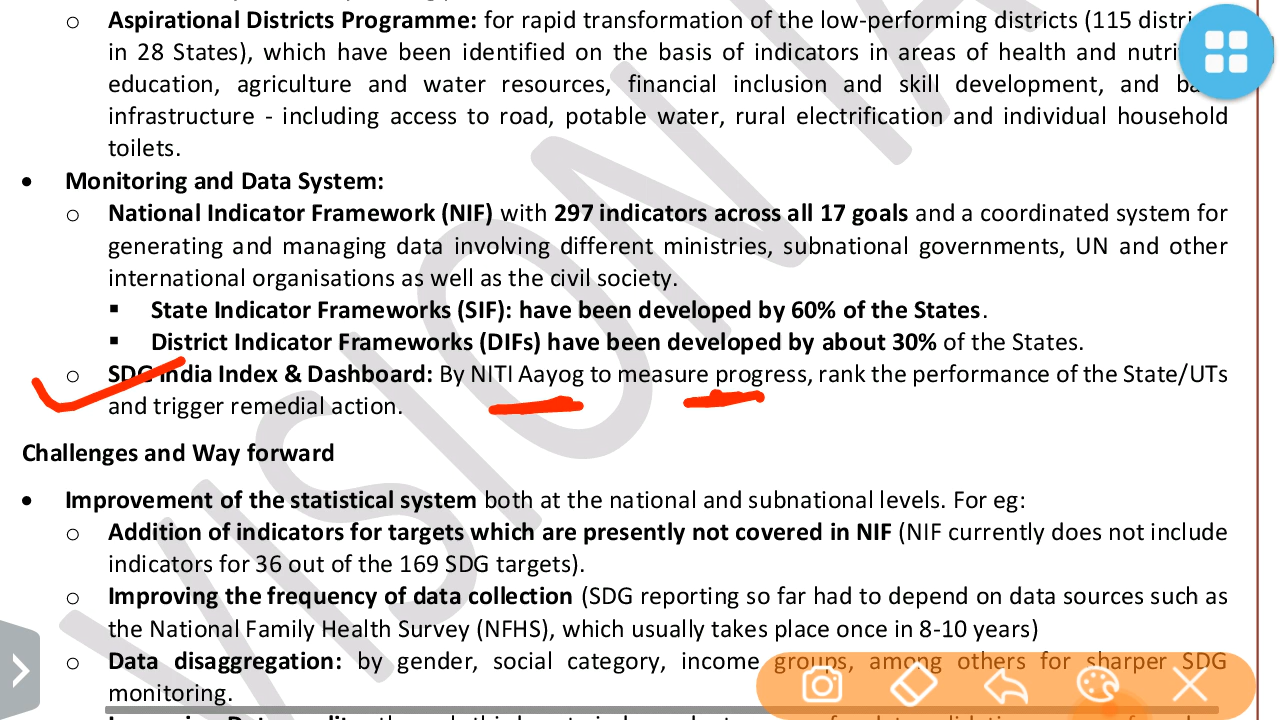 o Aspirational Districts Programme: for rapid transformation of the low-performing districts (115
in 28 States), which have been identified on the basis of indicators in areas of health and
education, agriculture and water resources, financial inclusion and skill development, and
infrastructure - including access to road, potable water, rural electrification and individual household
toilets.
• Monitoring and Data System:
o National Indicator Framework (NIF) with 297 indicators across all 17 goals and a coordinated system for
generating and managing data involving different ministries, subnational governments, UN and other
international organisations as well as the civil society.
▪ State Indicator Frameworks (SIF): have been developed by 60% of the States.
▪ District Indicator Frameworks (DIFs) have been developed by about 30% of the States.
o SDG India Index & Dashboard: By NITI Aayog to measure progress, rank the performance of the State/UTs
and trigger remedial action.
Challenges and Way forward
• Improvement of the statistical system both at the national and subnational levels. For eg:
o Addition of indicators for targets which are presently not covered in NIF (NIF currently does not include
indicators for 36 out of the 169 SDG targets).
o Improving the frequency of data collection (SDG reporting so far had to depend on data sources such as
the National Family Health Survey (NFHS), which usually takes place once in 8-10 years)
o Data disaggregation: by gender, social category, income groups, among others for sharper SDG
monitoring.
VISION IA